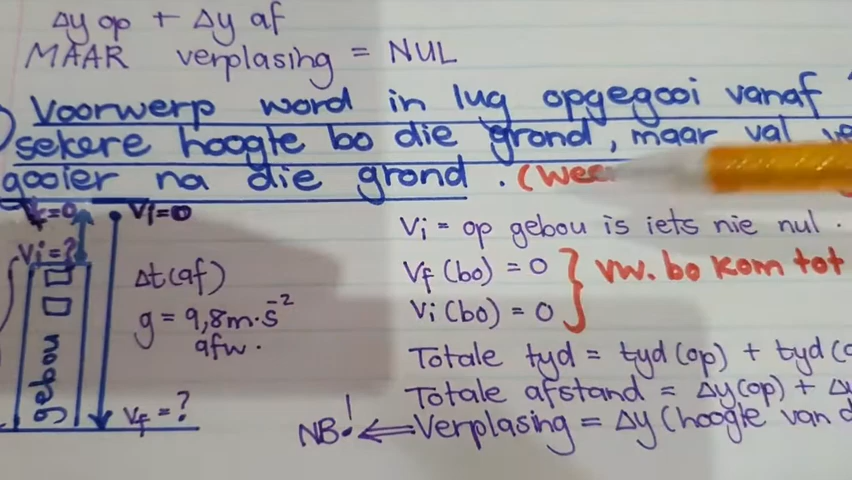 Δy op + Δy af
MAAR verplasing = NUL
Voorwerp word in lug opgegooi vanaf
sekere hoogte bo die grond, maar val
gooier na die grond. (
Vf=0 Vi=0
Vi=?
Vi = op gebou is iets nie nul.
Δt(af)
Vf (bo) = 0 } vw. bo kom tot
g = 9,8m·s⁻²
afw.
Vi (bo) = 0
gebou
Totale tyd = tyd (op) + tyd
Totale afstand = Δy(op) +
Vf = ?
NB! ⇐ Verplasing = Δy (hoogte van